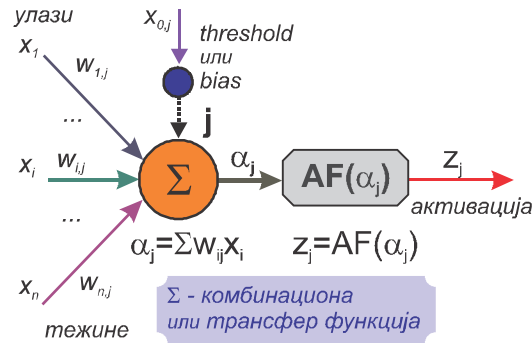 улази
x₀,ⱼ
threshold
или
bias
x₁
w₁,ⱼ
...
j
xᵢ
wᵢ,ⱼ
Σ
αⱼ
AF(αⱼ)
zⱼ
...
активација
xₙ
wₙ,ⱼ
αⱼ=Σwᵢⱼxᵢ
zⱼ=AF(αⱼ)
тежине
Σ - комбинациона
или трансфер функција